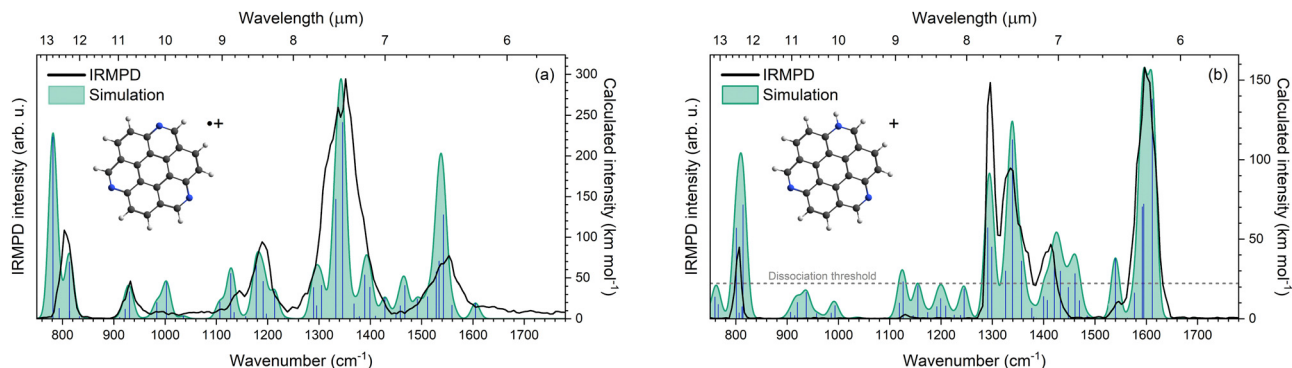 Wavelength (μm)
13 12 11 10 9 8 7 6
IRMPD
Simulation
(a)
•+
IRMPD intensity (arb. u.)
300
250
200
150
100
50
0
Calculated intensity (km mol⁻¹)
800 900 1000 1100 1200 1300 1400 1500 1600 1700
Wavenumber (cm⁻¹)
Wavelength (μm)
13 12 11 10 9 8 7 6
IRMPD
Simulation
(b)
+
IRMPD intensity (arb. u.)
150
100
50
0
Calculated intensity (km mol⁻¹)
Dissociation threshold
800 900 1000 1100 1200 1300 1400 1500 1600 1700
Wavenumber (cm⁻¹)